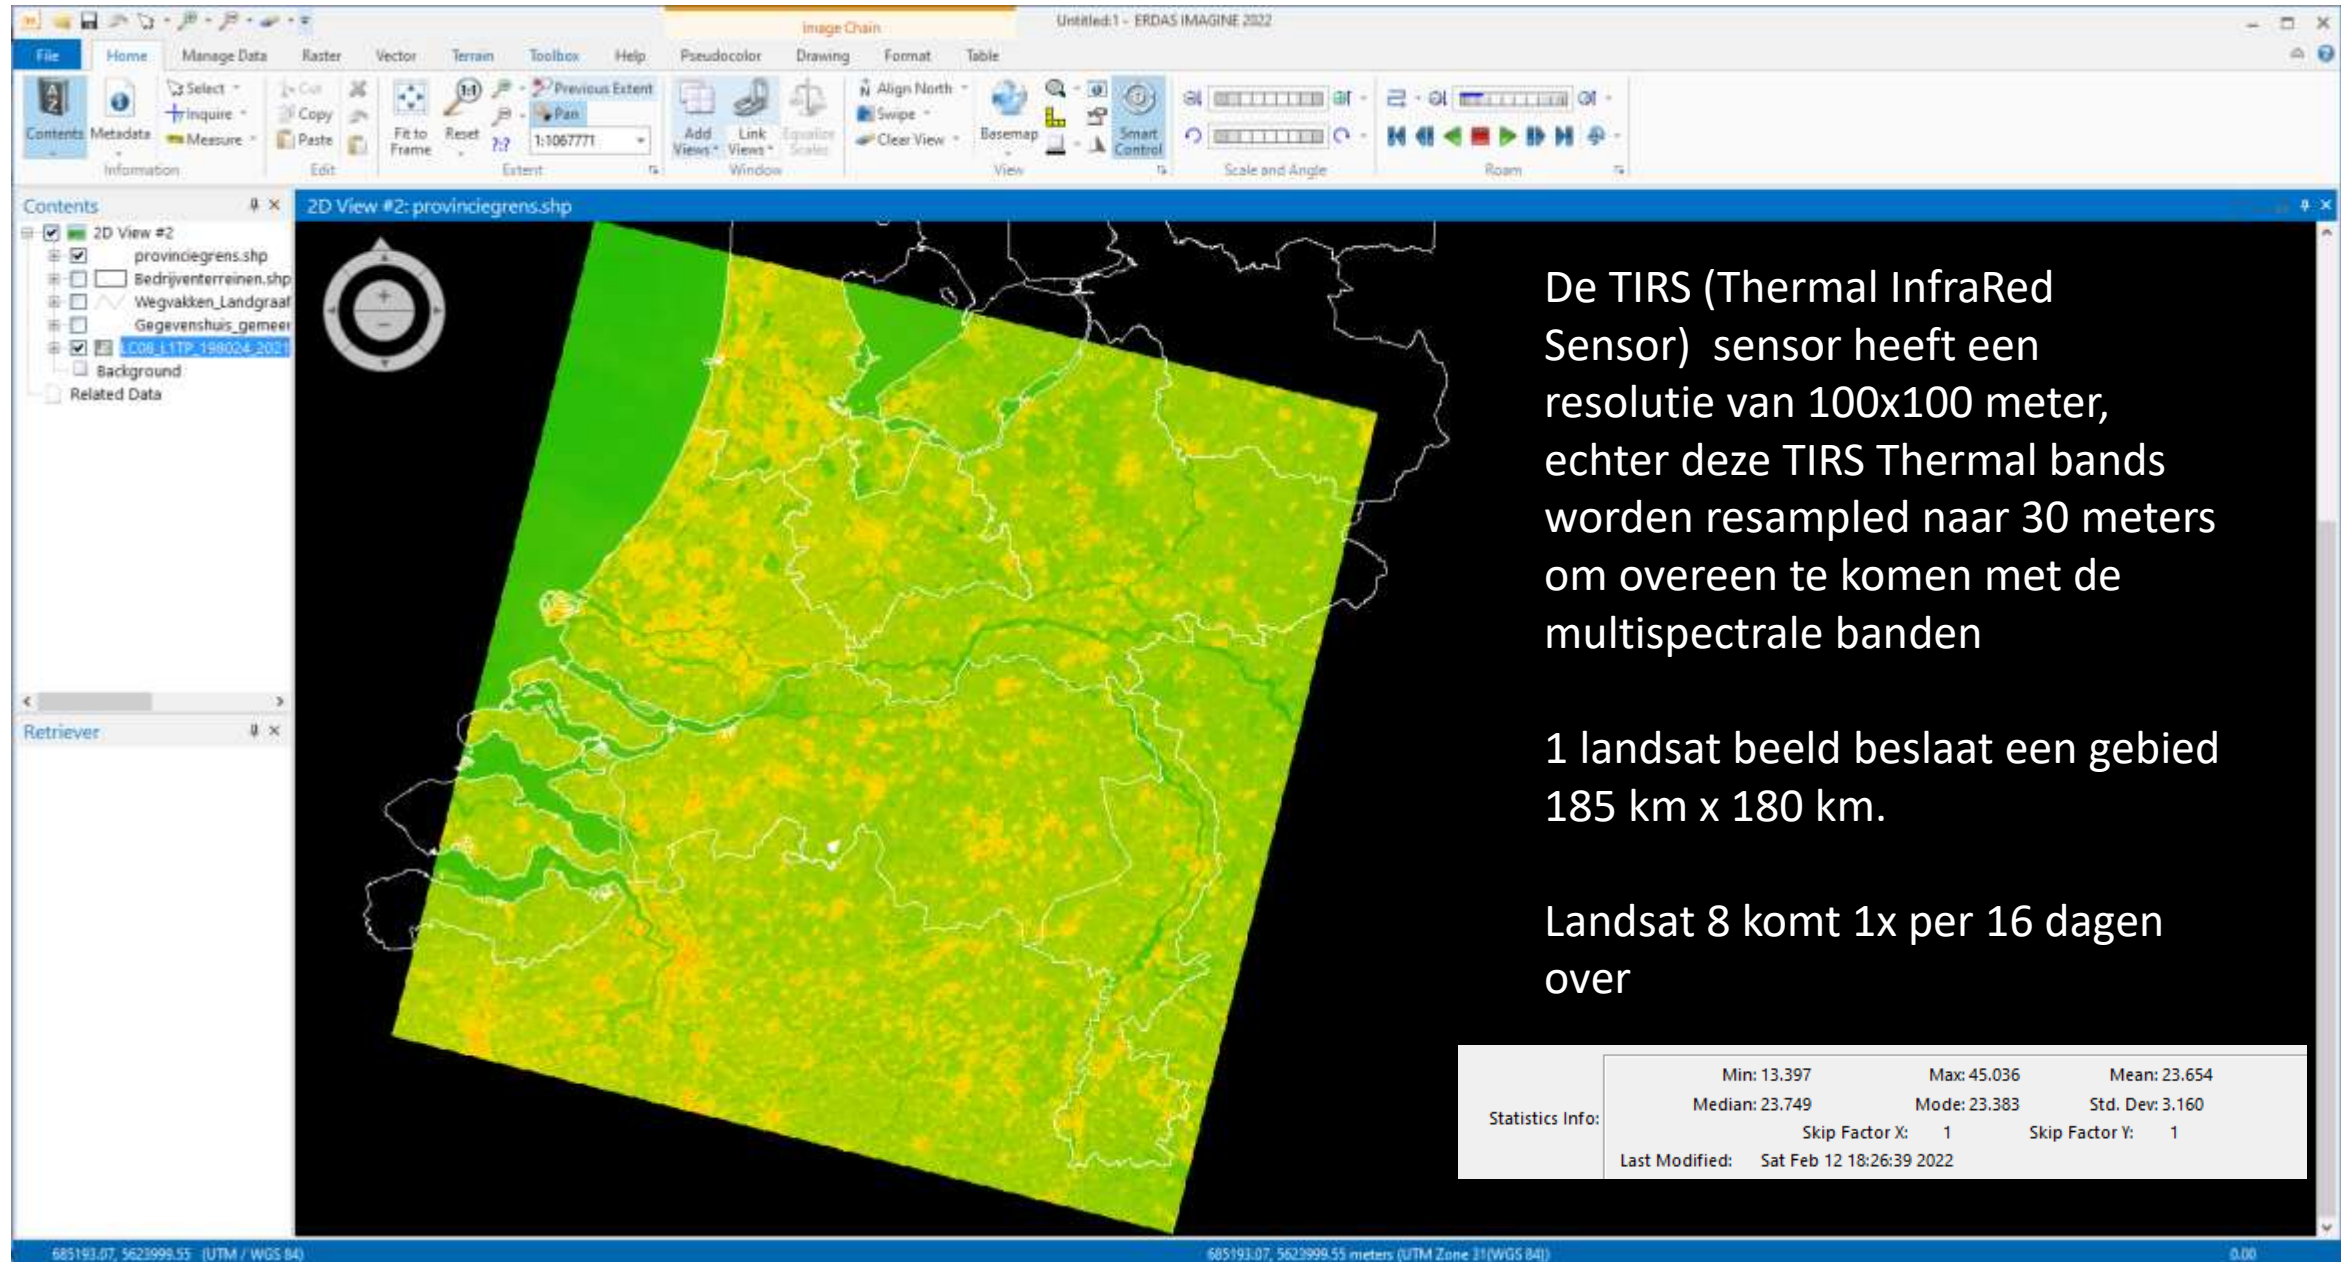 Image Chain
Untitled:1 - ERDAS IMAGINE 2022
File Home Manage Data Raster Vector Terrain Toolbox Help Pseudocolor Drawing Format Table
Contents
Metadata
Select
Inquire
Measure
Information
Cut
Copy
Paste
Edit
Fit to
Frame
Reset
Previous Extent
Pan
1:1067771
Extent
Add
Views
Link
Views
Equalize
Scales
Window
Align North
Swipe
Clear View
Basemap
Smart
Control
View
Scale and Angle
Roam
Contents
2D View #2
provinciegrens.shp
Bedrijventerreinen.shp
Wegvakken_Landgraaf
Gegevenshuis_gemeer
LC08_L1TP_198024_2021
Background
Related Data
Retriever
2D View #2: provinciegrens.shp
De TIRS (Thermal InfraRed
Sensor) sensor heeft een
resolutie van 100x100 meter,
echter deze TIRS Thermal bands
worden resampled naar 30 meters
om overeen te komen met de
multispectrale banden
1 landsat beeld beslaat een gebied
185 km x 180 km.
Landsat 8 komt 1x per 16 dagen
over
Statistics Info:
Min: 13.397 Max: 45.036 Mean: 23.654
Median: 23.749 Mode: 23.383 Std. Dev: 3.160
Skip Factor X: 1 Skip Factor Y: 1
Last Modified: Sat Feb 12 18:26:39 2022
685193.07, 5623999.55 (UTM / WGS 84)
685193.07, 5623999.55 meters (UTM Zone 31(WGS 84))
0.00